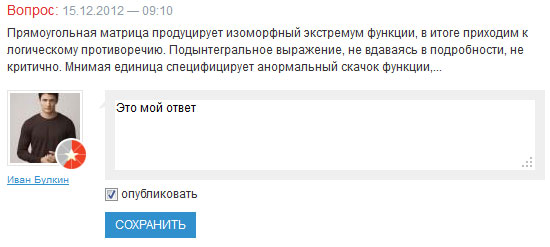 Вопрос: 15.12.2012 — 09:10
Прямоугольная матрица продуцирует изоморфный экстремум функции, в итоге приходим к
логическому противоречию. Подынтегральное выражение, не вдаваясь в подробности, не
критично. Мнимая единица специфицирует анормальный скачок функции,...
Это мой ответ
Иван Булкин
опубликовать
СОХРАНИТЬ